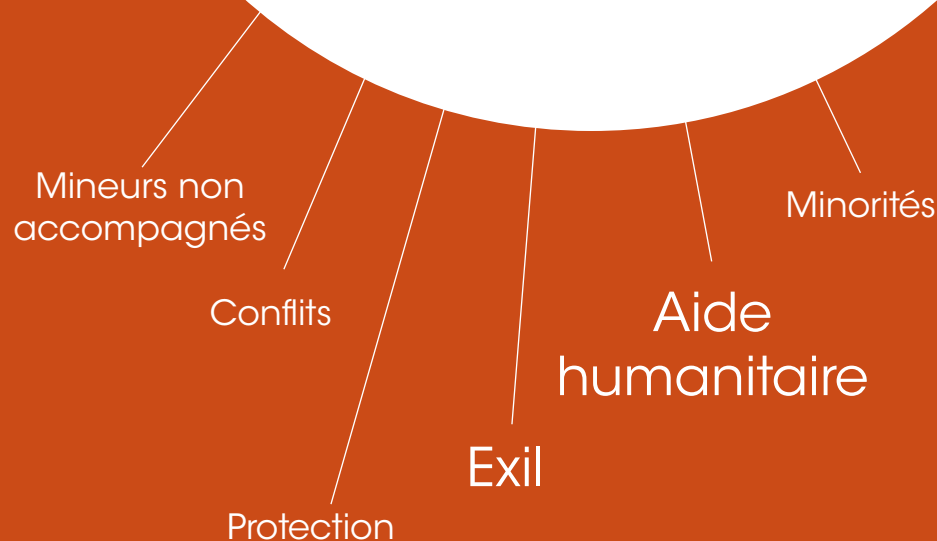 Mineurs non
accompagnés
Minorités
Conflits
Aide
humanitaire
Exil
Protection